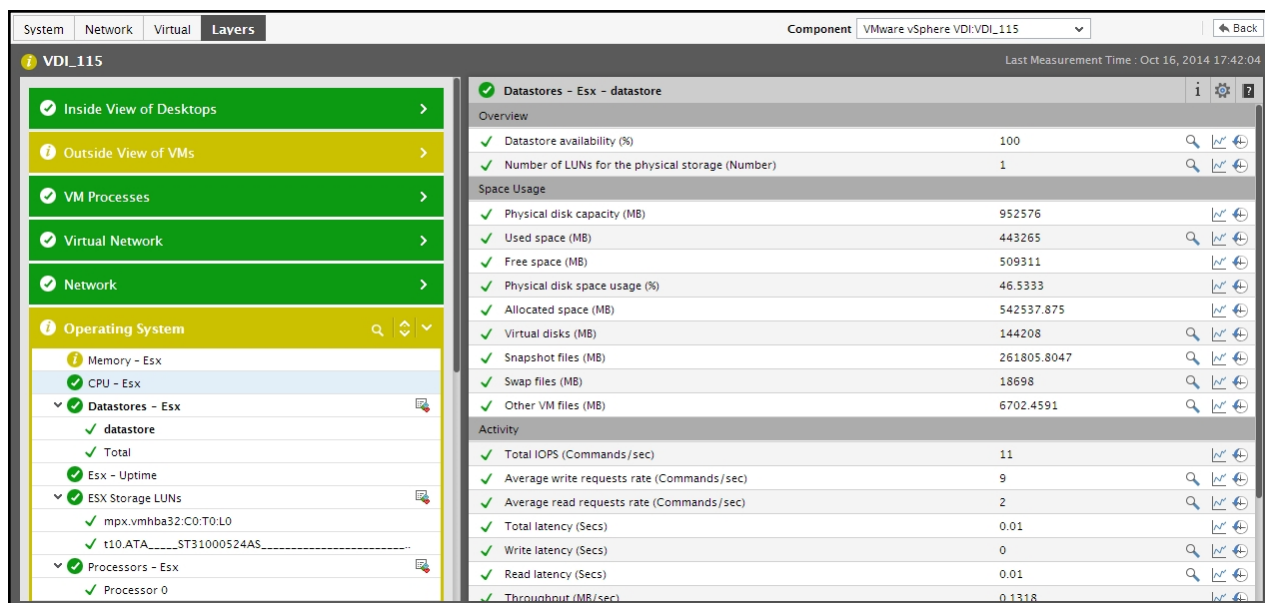 System Network Virtual Layers Component VMware vSphere VDI:VDI_115 Back
VDI_115 Last Measurement Time : Oct 16, 2014 17:42:04
Inside View of Desktops
Outside View of VMs
VM Processes
Virtual Network
Network
Operating System
Memory - Esx
CPU - Esx
Datastores - Esx
datastore
Total
Esx - Uptime
ESX Storage LUNs
mpx.vmhba32:C0:T0:L0
t10.ATA_____ST31000524AS________________________..
Processors - Esx
Processor 0
Datastores - Esx - datastore
Overview
Datastore availability (%) 100
Number of LUNs for the physical storage (Number) 1
Space Usage
Physical disk capacity (MB) 952576
Used space (MB) 443265
Free space (MB) 509311
Physical disk space usage (%) 46.5333
Allocated space (MB) 542537.875
Virtual disks (MB) 144208
Snapshot files (MB) 261805.8047
Swap files (MB) 18698
Other VM files (MB) 6702.4591
Activity
Total IOPS (Commands/sec) 11
Average write requests rate (Commands/sec) 9
Average read requests rate (Commands/sec) 2
Total latency (Secs) 0.01
Write latency (Secs) 0
Read latency (Secs) 0.01
Throughput (MB/sec) 0.1318